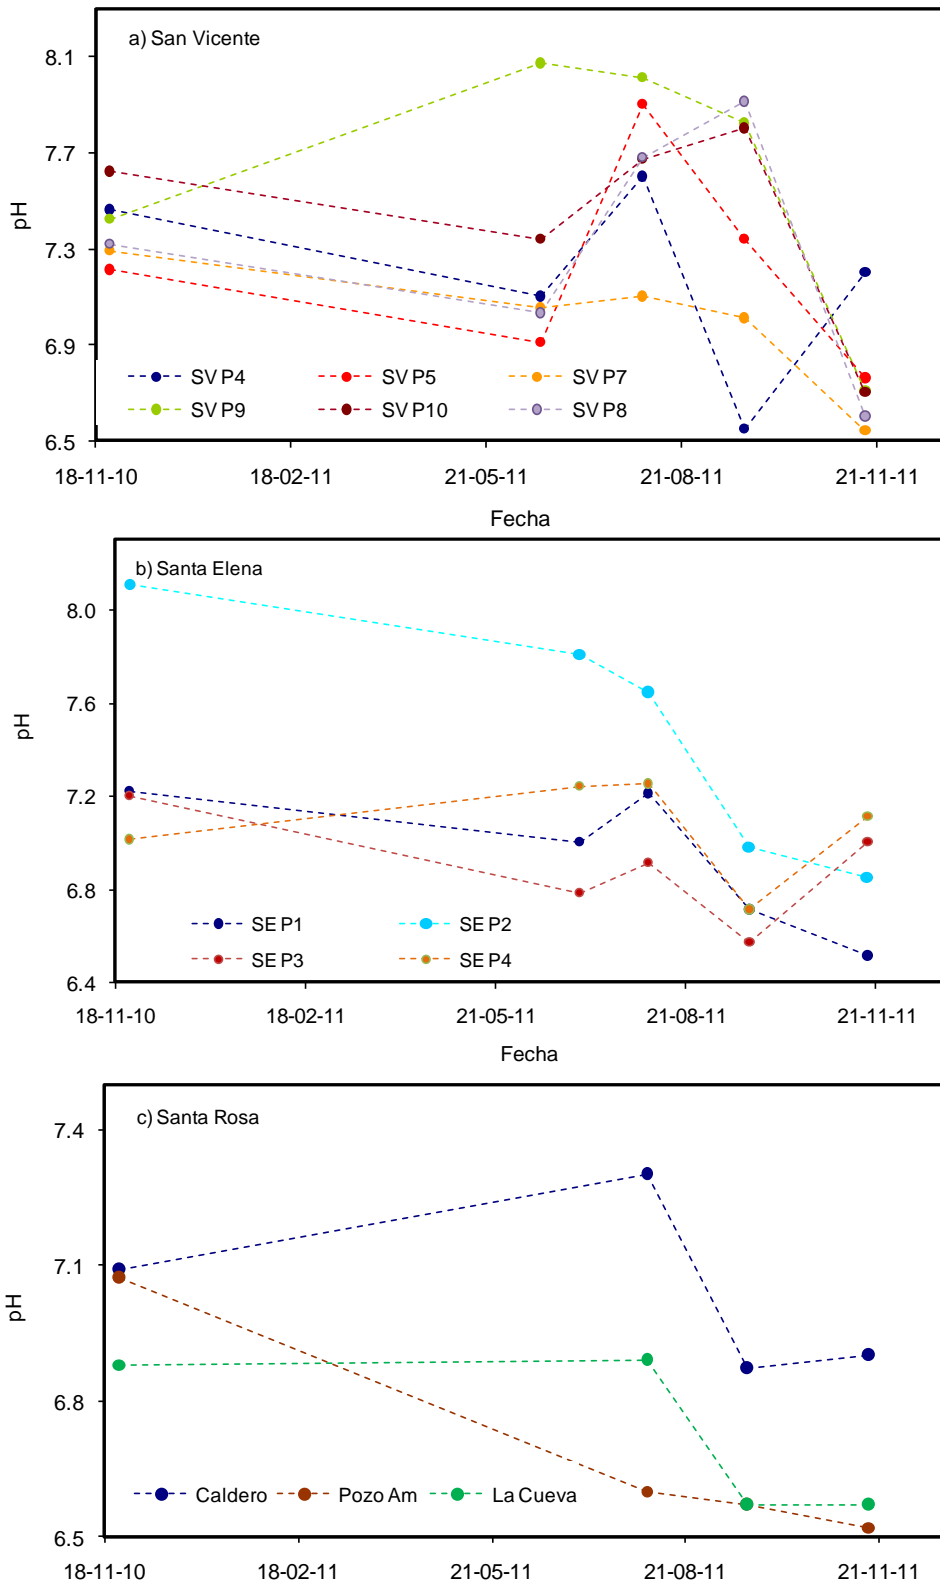 a) San Vicente
8.1
7.7
7.3
6.9
6.5
pH
SV P4 SV P5 SV P7
SV P9 SV P10 SV P8
18-11-10 18-02-11 21-05-11 21-08-11 21-11-11
Fecha
b) Santa Elena
8.0
7.6
7.2
6.8
6.4
pH
SE P1 SE P2
SE P3 SE P4
18-11-10 18-02-11 21-05-11 21-08-11 21-11-11
Fecha
c) Santa Rosa
7.4
7.1
6.8
6.5
pH
Caldero Pozo Am La Cueva
18-11-10 18-02-11 21-05-11 21-08-11 21-11-11